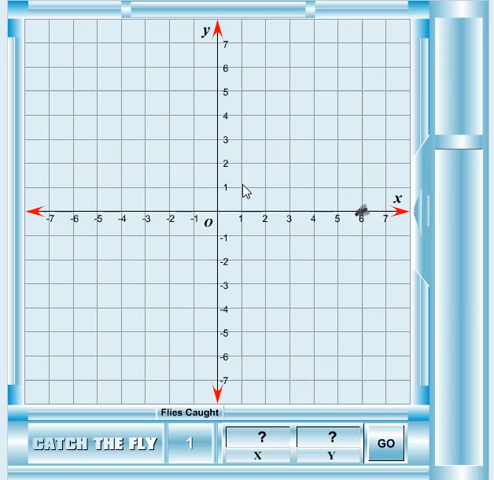 y
7
6
5
4
3
2
1
x
-7 -6 -5 -4 -3 -2 -1 O 1 2 3 4 5 6 7
-1
-2
-3
-4
-5
-6
-7
Flies Caught
CATCH THE FLY 1 ? ? GO
X Y